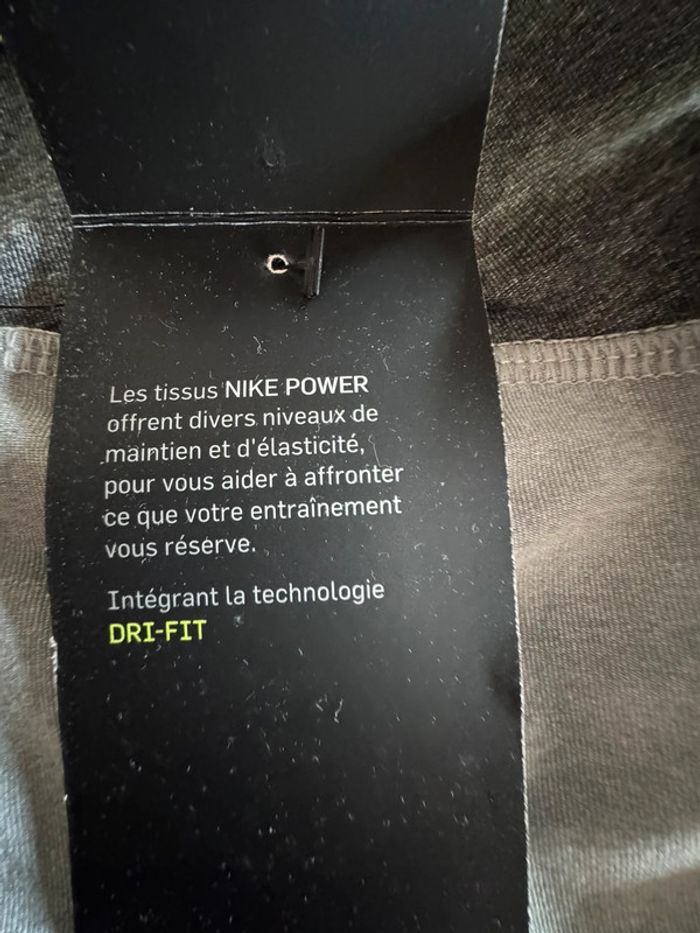 Les tissus NIKE POWER
offrent divers niveaux de
maintien et d'élasticité,
pour vous aider à affronter
ce que votre entraînement
vous réserve.
Intégrant la technologie
DRI-FIT